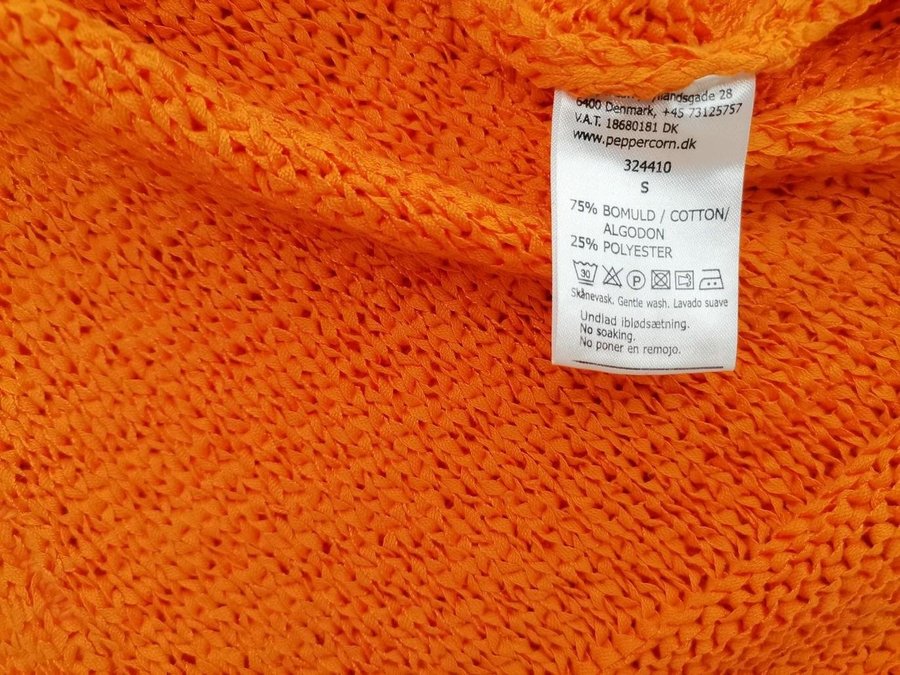 6400 Denmark, +45 73125757
V.A.T. 18680181 DK
www.peppercorn.dk
324410
S
75% BOMULD / COTTON/
ALGODON
25% POLYESTER
30 P
Skånevask. Gentle wash. Lavado suave
Undlad iblødsætning.
No soaking.
No poner en remojo.